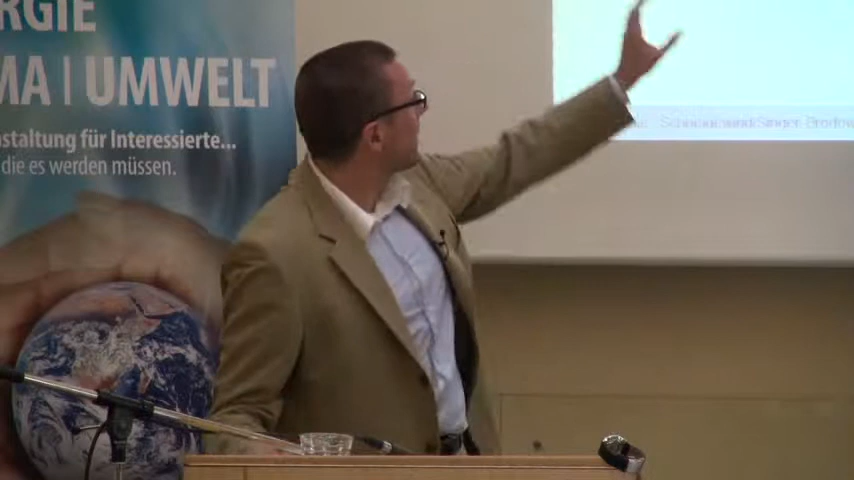 RGIE
MA | UMWELT
nstaltung für Interessierte...
die es werden müssen.